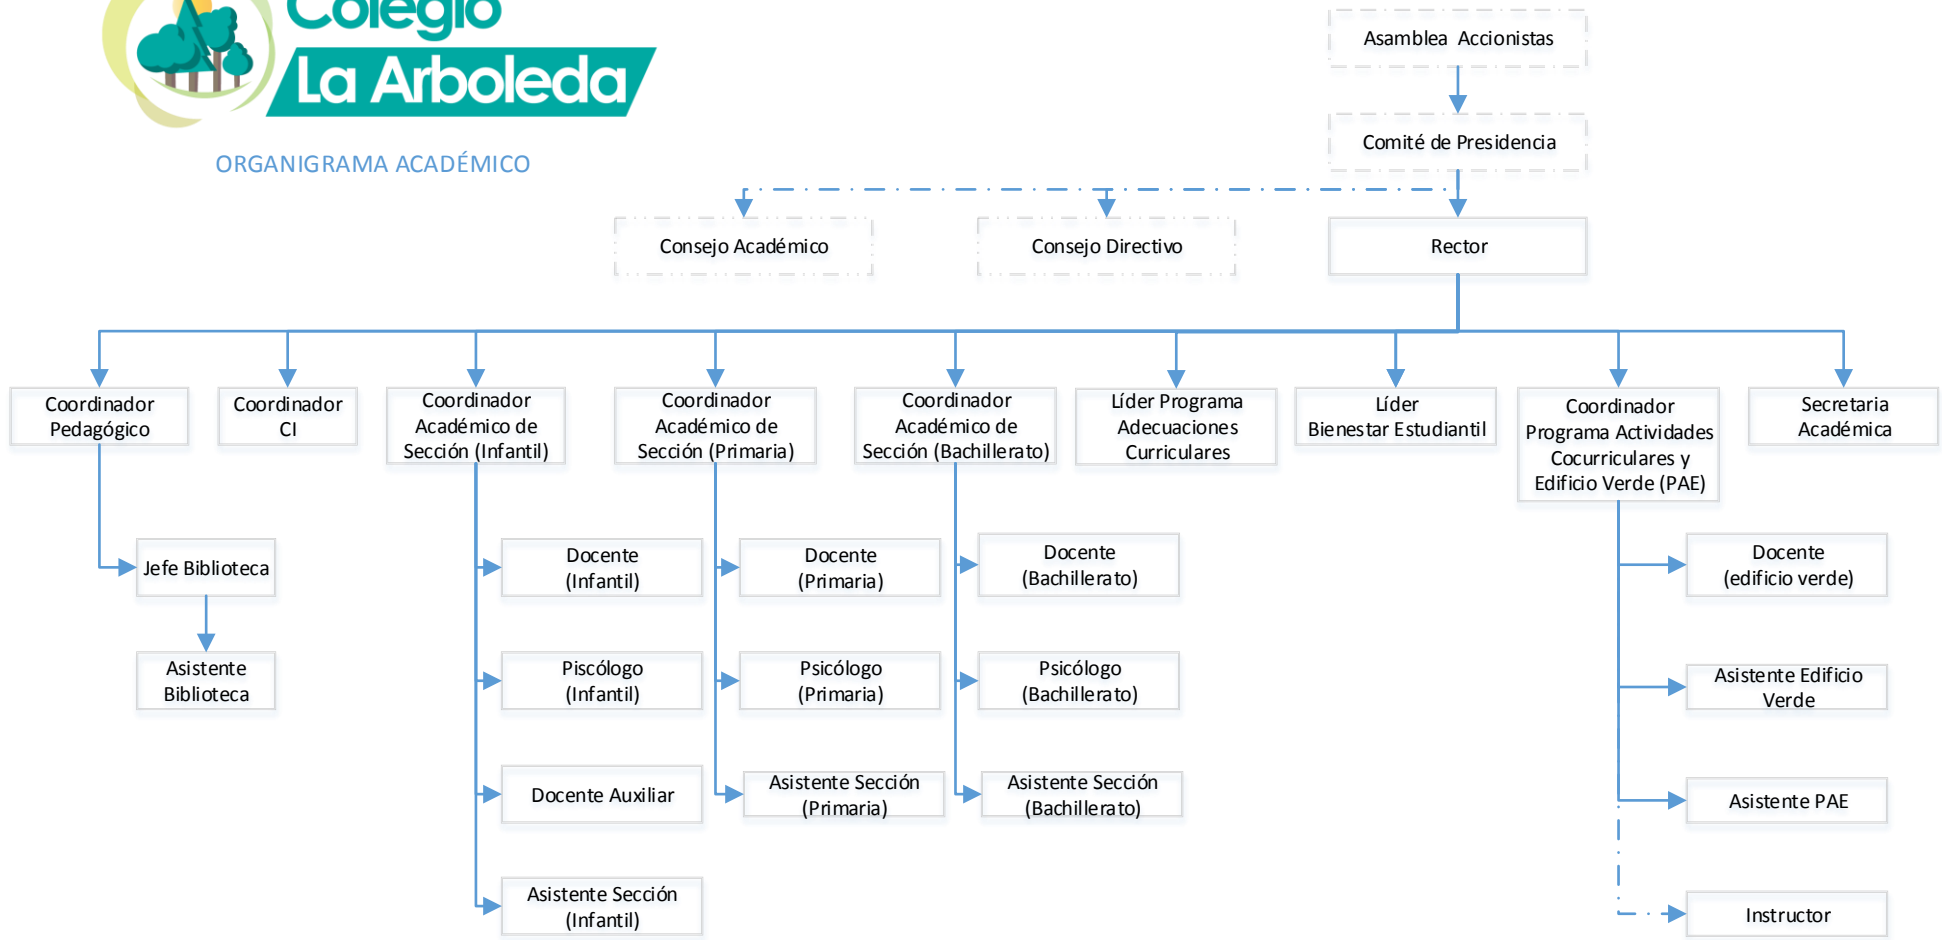 Colegio
La Arboleda
ORGANIGRAMA ACADÉMICO
Asamblea Accionistas
Comité de Presidencia
Consejo Académico
Consejo Directivo
Rector
Coordinador
Pedagógico
Coordinador
CI
Coordinador
Académico de
Sección (Infantil)
Coordinador
Académico de
Sección (Primaria)
Coordinador
Académico de
Sección (Bachillerato)
Líder Programa
Adecuaciones
Curriculares
Líder
Bienestar Estudiantil
Coordinador
Programa Actividades
Cocurriculares y
Edificio Verde (PAE)
Secretaria
Académica
Jefe Biblioteca
Docente
(Infantil)
Docente
(Primaria)
Docente
(Bachillerato)
Docente
(edificio verde)
Asistente
Biblioteca
Piscólogo
(Infantil)
Psicólogo
(Primaria)
Psicólogo
(Bachillerato)
Asistente Edificio
Verde
Docente Auxiliar
Asistente Sección
(Primaria)
Asistente Sección
(Bachillerato)
Asistente PAE
Asistente Sección
(Infantil)
Instructor